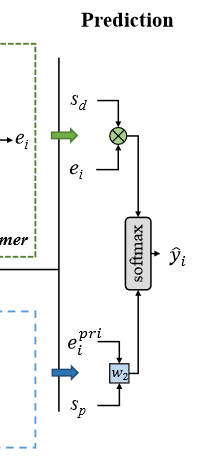 Prediction
s_d
e_i
e_i
mer
softmax
ŷ_i
e_i^{pri}
w_2
s_p